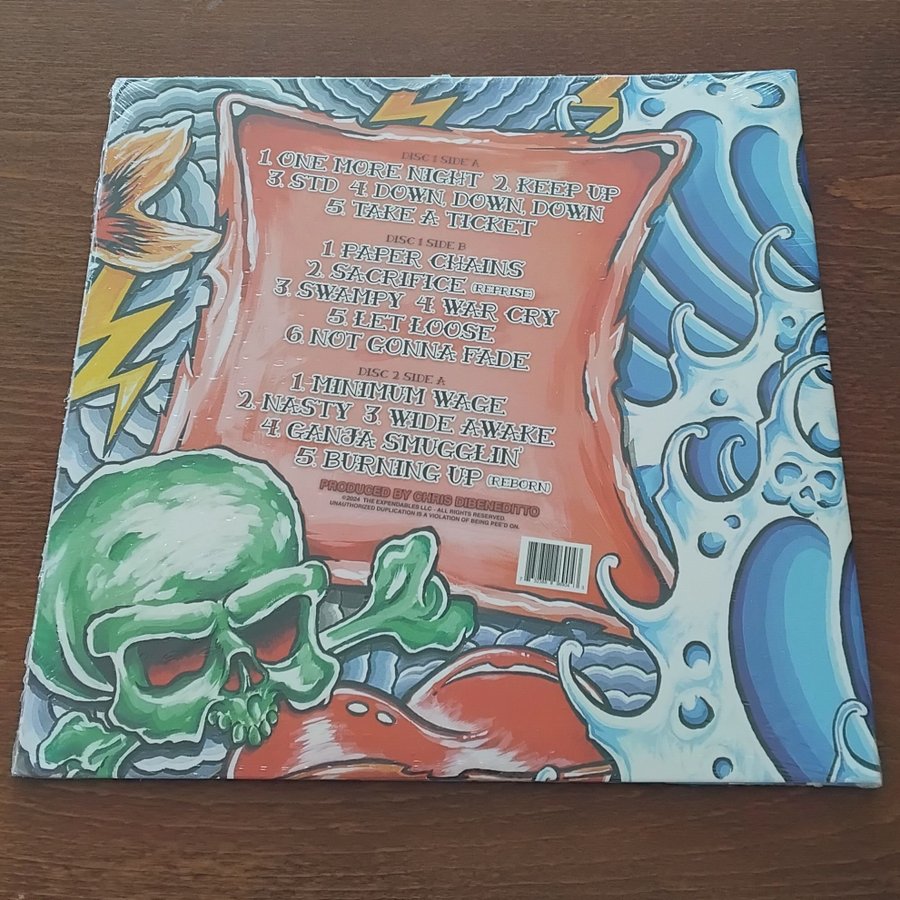 DISC 1 SIDE A
1. ONE MORE NIGHT 2. KEEP UP
3. STD 4. DOWN, DOWN, DOWN
5. TAKE A TICKET
DISC 1 SIDE B
1. PAPER CHAINS
2. SACRIFICE (REPRISE)
3. SWAMPY 4. WAR CRY
5. LET LOOSE
6. NOT GONNA FADE
DISC 2 SIDE A
1. MINIMUM WAGE
2. NASTY 3. WIDE AWAKE
4. GANJA SMUGGLIN'
5. BURNING UP (REBORN)
PRODUCED BY CHRIS DIBENEDITTO
©2024 THE EXPENDABLES LLC - ALL RIGHTS RESERVED
UNAUTHORIZED DUPLICATION IS A VIOLATION OF BEING PEE'D ON.